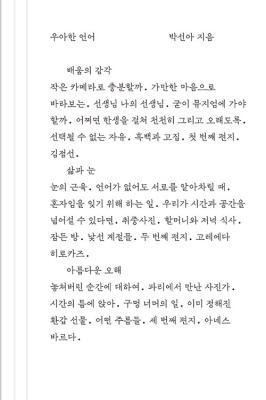 우아한 언어 박선아 지음
배움의 감각
작은 카메라로 충분할까. 가만한 마음으로
바라보는. 선생님 나의 선생님. 굳이 뮤지엄에 가야
할까. 어쩌면 한생을 걸쳐 천천히 그리고 오래도록.
선택될 수 없는 자유. 흑백과 고집. 첫 번째 편지.
김점선.
삶과 눈
눈의 근육. 언어가 없어도 서로를 알아차릴 때.
혼자임을 잊기 위해 하는 일. 우리가 시간과 공간을
넘어설 수 있다면. 취중사진. 할머니와 저녁 식사.
잠든 방. 낯선 계절들. 두 번째 편지. 고레에다
히로카즈.
아름다운 오해
놓쳐버린 순간에 대하여. 파리에서 만난 사진가.
시간의 틈에 앉아. 구멍 너머의 일. 이미 정해진
환갑 선물. 어떤 주름들. 세 번째 편지. 아녜스
바르다.